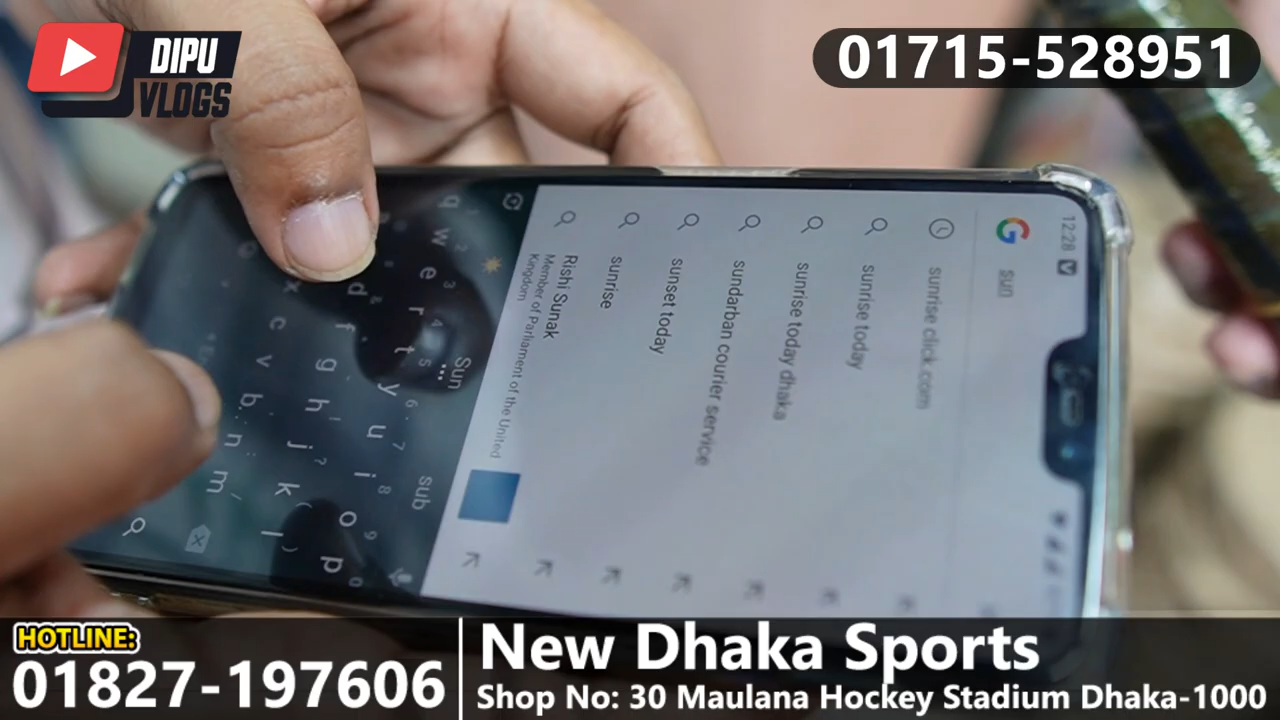 DIPU
VLOGS
01715-528951
12:28
sun
sunrise click.com
sunrise today
sunrise today dhaka
sundarban courier service
sunset today
sunrise
Rishi Sunak
Member of Parliament of the United
Kingdom
Sun
sub
q w e r t y u i o p
d f g h j k l
x c v b n m
HOTLINE:
01827-197606
New Dhaka Sports
Shop No: 30 Maulana Hockey Stadium Dhaka-1000